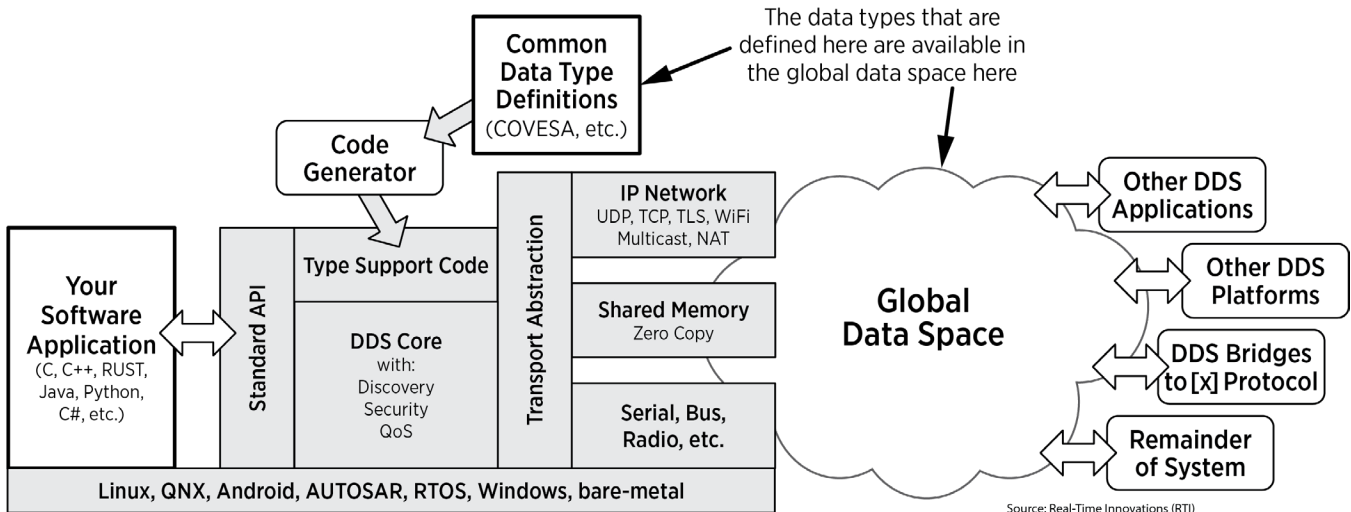 The data types that are
defined here are available in
the global data space here
Common
Data Type
Definitions
(COVESA, etc.)
Code
Generator
Your
Software
Application
(C, C++, RUST,
Java, Python,
C#, etc.)
Standard API
Type Support Code
DDS Core
with:
Discovery
Security
QoS
Transport Abstraction
IP Network
UDP, TCP, TLS, WiFi
Multicast, NAT
Shared Memory
Zero Copy
Serial, Bus,
Radio, etc.
Linux, QNX, Android, AUTOSAR, RTOS, Windows, bare-metal
Global
Data Space
Other DDS
Applications
Other DDS
Platforms
DDS Bridges
to [x] Protocol
Remainder
of System
Source: Real-Time Innovations (RTI)